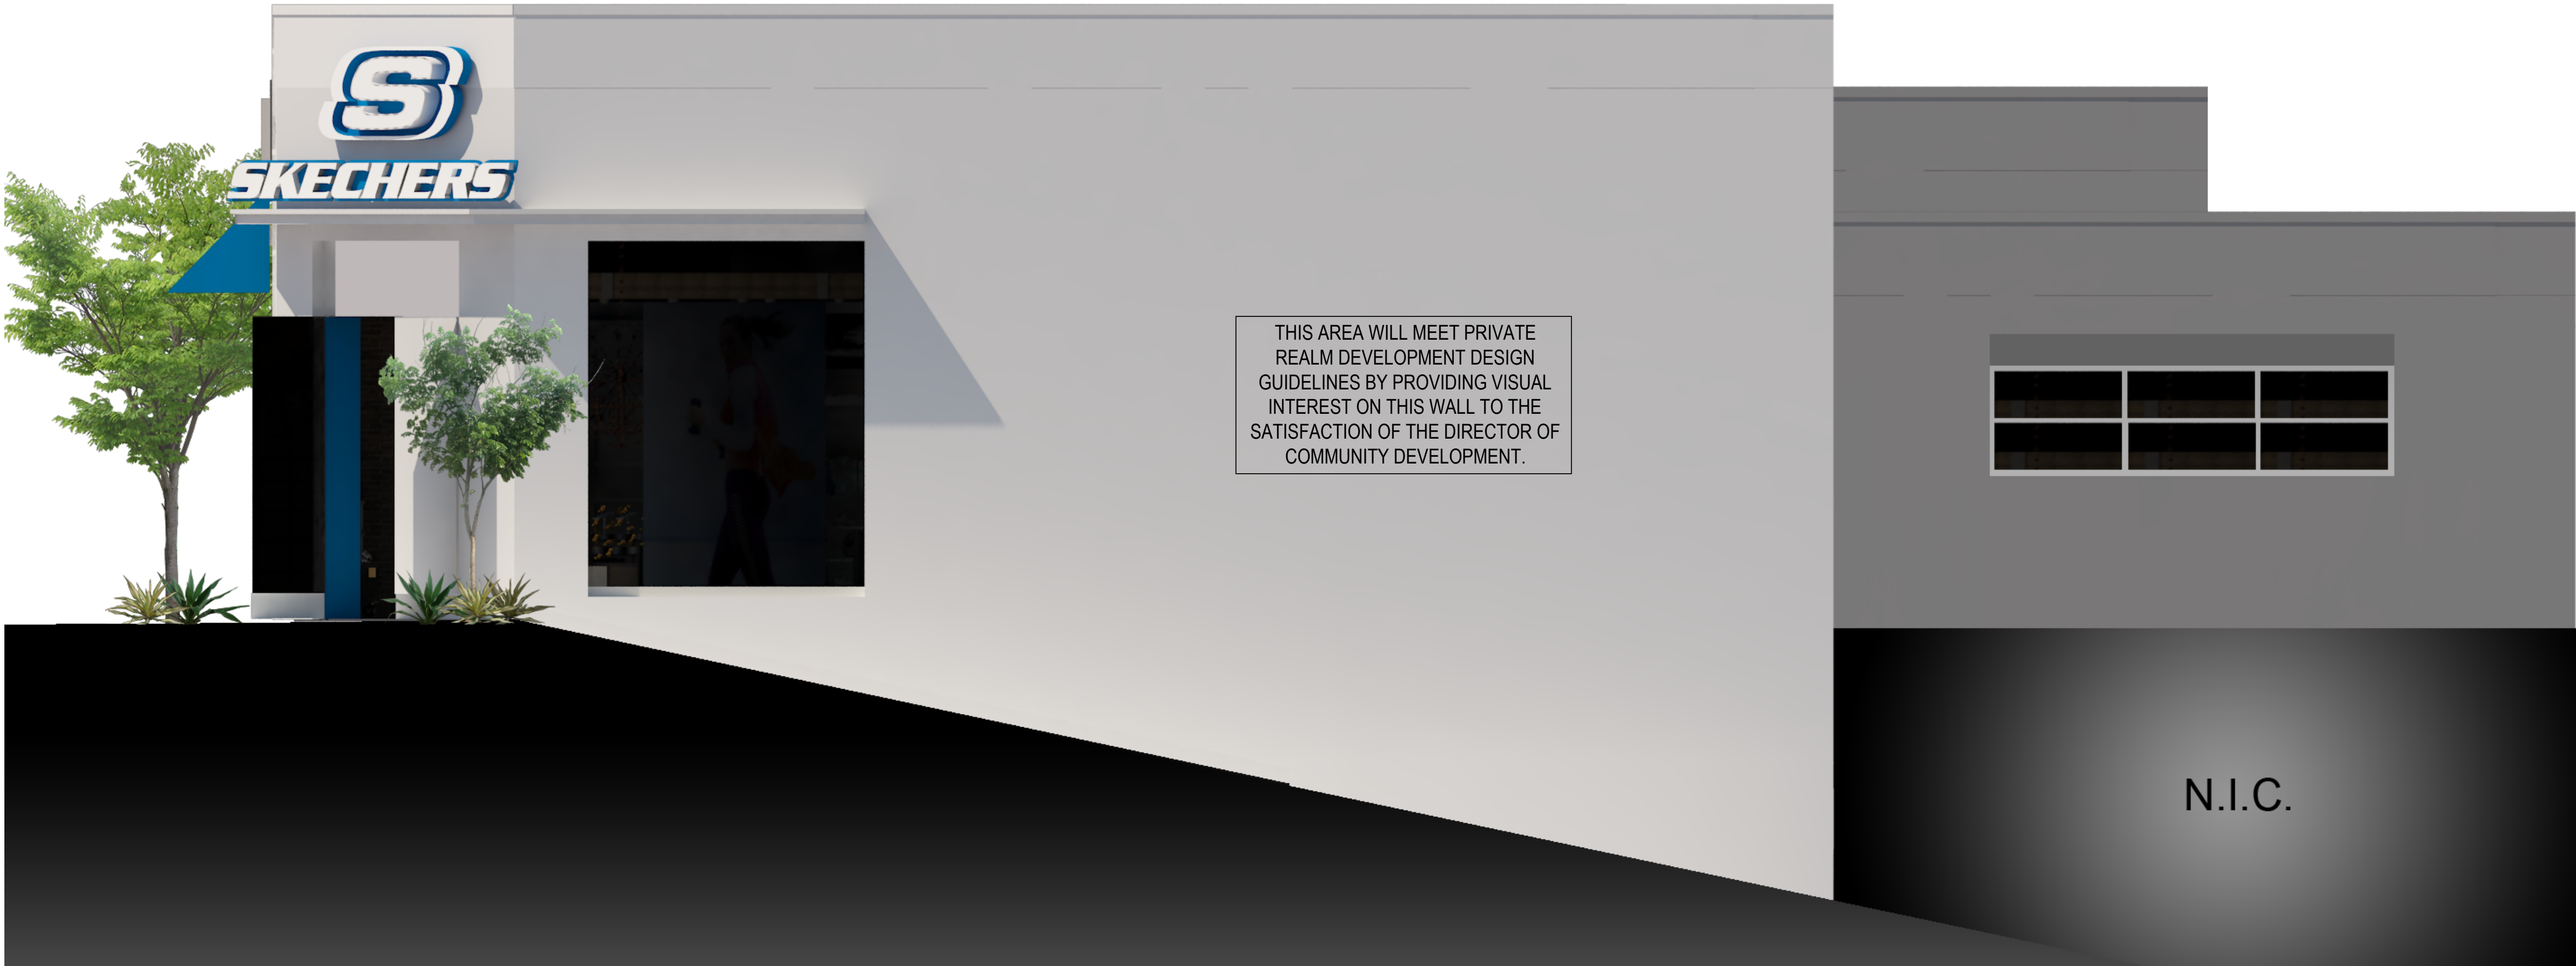 S
SKECHERS
THIS AREA WILL MEET PRIVATE
REALM DEVELOPMENT DESIGN
GUIDELINES BY PROVIDING VISUAL
INTEREST ON THIS WALL TO THE
SATISFACTION OF THE DIRECTOR OF
COMMUNITY DEVELOPMENT.
N.I.C.